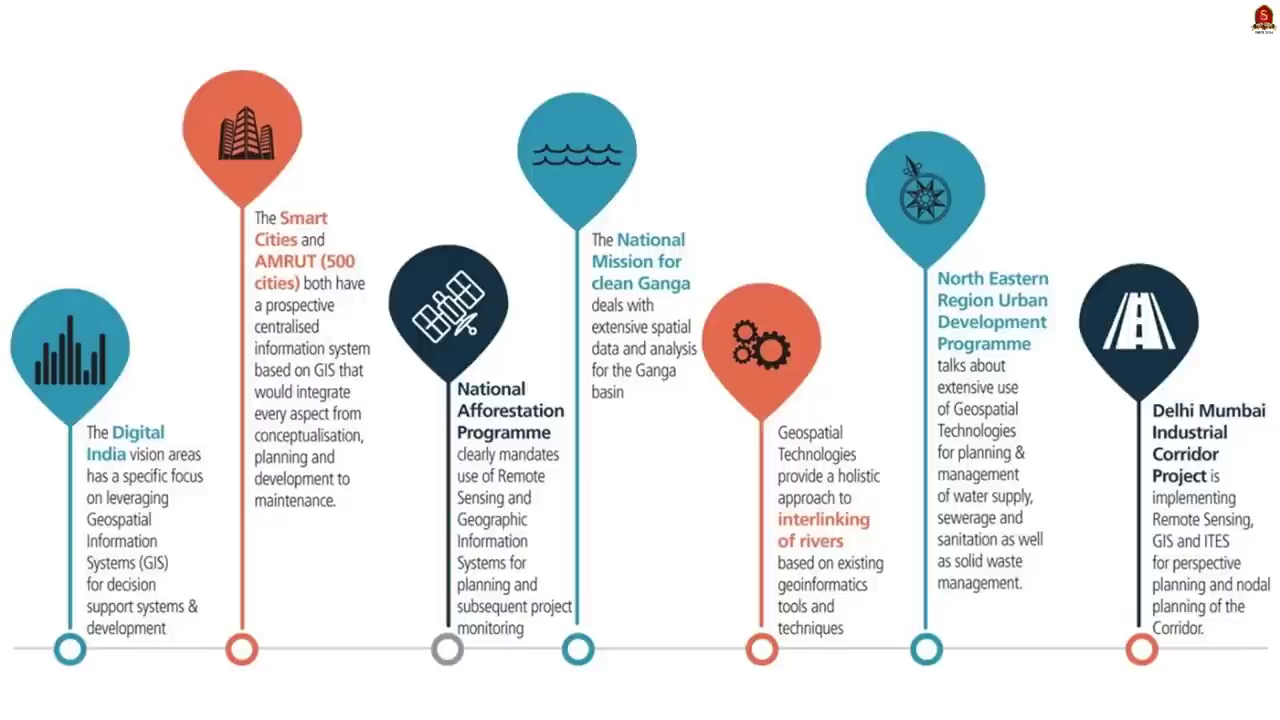 The Digital
India vision areas
has a specific focus
on leveraging
Geospatial
Information
Systems (GIS)
for decision
support systems &
development
The Smart
Cities and
AMRUT (500
cities) both have
a prospective
centralised
information system
based on GIS that
would integrate
every aspect from
conceptualisation,
planning and
development to
maintenance.
National
Afforestation
Programme
clearly mandates
use of Remote
Sensing and
Geographic
Information
Systems for
planning and
subsequent project
monitoring
The National
Mission for
clean Ganga
deals with
extensive spatial
data and analysis
for the Ganga
basin
Geospatial
Technologies
provide a holistic
approach to
interlinking
of rivers
based on existing
geoinformatics
tools and
techniques
North Eastern
Region Urban
Development
Programme
talks about
extensive use
of Geospatial
Technologies
for planning &
management
of water supply,
sewerage and
sanitation as well
as solid waste
management.
Delhi Mumbai
Industrial
Corridor
Project is
implementing
Remote Sensing,
GIS and ITES
for perspective
planning and nodal
planning of the
Corridor.
S